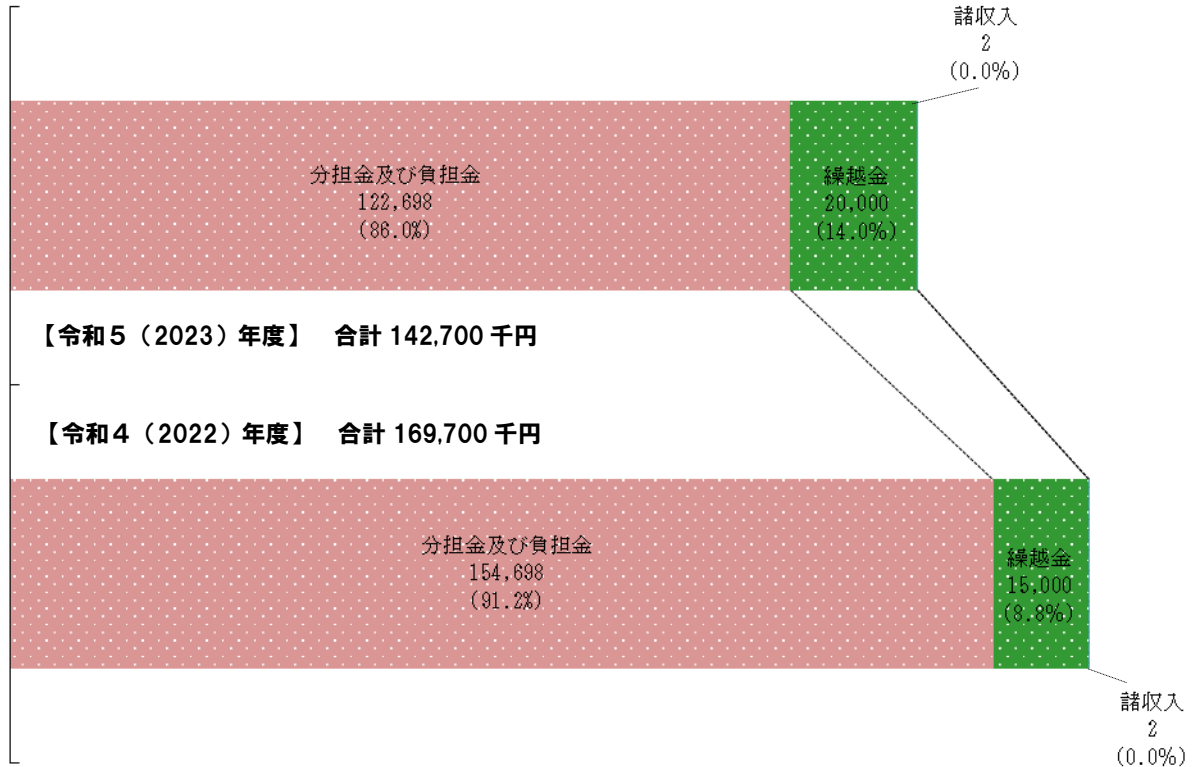 諸収入
2
(0.0%)
分担金及び負担金
122,698
(86.0%)
繰越金
20,000
(14.0%)
【令和5（2023）年度】　合計 142,700 千円
【令和4（2022）年度】　合計 169,700 千円
分担金及び負担金
154,698
(91.2%)
繰越金
15,000
(8.8%)
諸収入
2
(0.0%)